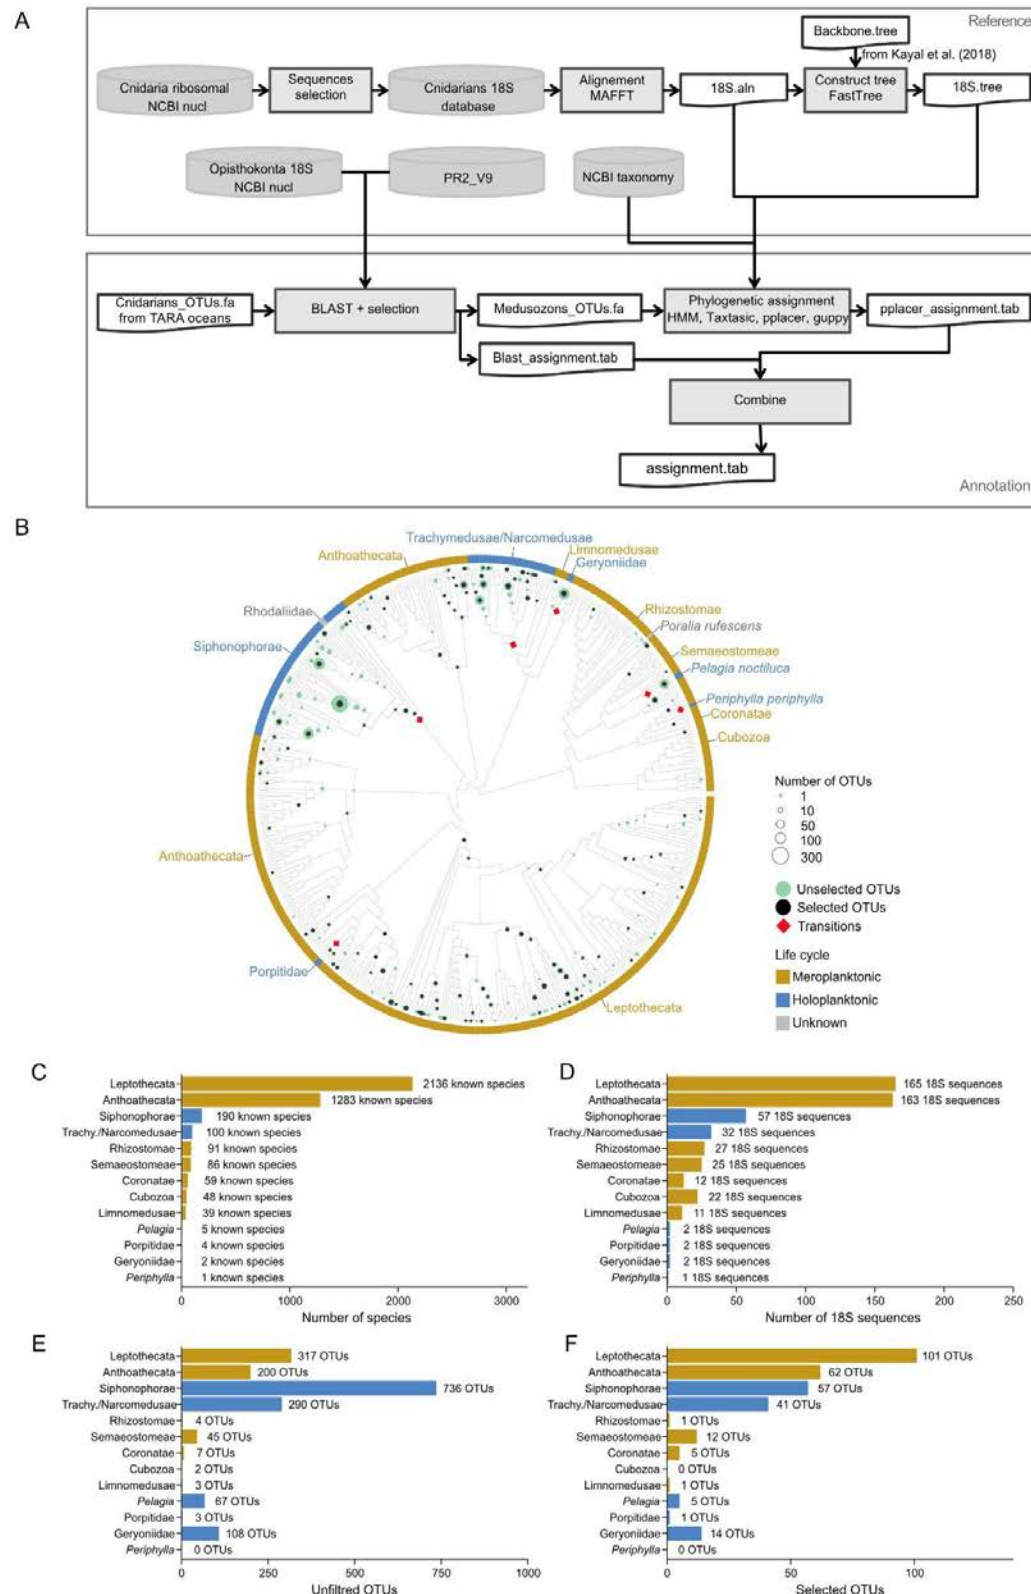 A
Reference
Backbone.tree
from Kayal et al. (2018)
Cnidaria ribosomal
NCBI nucl
Sequences
selection
Cnidarians 18S
database
Alignement
MAFFT
18S.aln
Construct tree
FastTree
18S.tree
Opisthokonta 18S
NCBI nucl
PR2_V9
NCBI taxonomy
Cnidarians_OTUs.fa
from TARA oceans
BLAST + selection
Medusozons_OTUs.fa
Phylogenetic assignment
HMM, Taxtasic, pplacer, guppy
pplacer_assignment.tab
Blast_assignment.tab
Combine
assignment.tab
Annotation
B
Trachymedusae/Narcomedusae
Anthoathecata
Limnomedusae
Geryoniidae
Rhodaliidae
Rhizostomae
Poralia rufescens
Siphonophorae
Semaeostomeae
Pelagia noctiluca
Periphylla periphylla
Coronatae
Cubozoa
Anthoathecata
Porpitidae
Leptothecata
Number of OTUs
1
10
50
100
300
Unselected OTUs
Selected OTUs
Transitions
Life cycle
Meroplanktonic
Holoplanktonic
Unknown
C
Leptothecata 2136 known species
Anthoathecata 1283 known species
Siphonophorae 190 known species
Trachy./Narcomedusae 100 known species
Rhizostomae 91 known species
Semaeostomeae 86 known species
Coronatae 59 known species
Cubozoa 48 known species
Limnomedusae 39 known species
Pelagia 5 known species
Porpitidae 4 known species
Geryoniidae 2 known species
Periphylla 1 known species
0 1000 2000 3000
Number of species
D
Leptothecata 165 18S sequences
Anthoathecata 163 18S sequences
Siphonophorae 57 18S sequences
Trachy./Narcomedusae 32 18S sequences
Rhizostomae 27 18S sequences
Semaeostomeae 25 18S sequences
Coronatae 12 18S sequences
Cubozoa 22 18S sequences
Limnomedusae 11 18S sequences
Pelagia 2 18S sequences
Porpitidae 2 18S sequences
Geryoniidae 2 18S sequences
Periphylla 1 18S sequences
0 50 100 150 200 250
Number of 18S sequences
E
Leptothecata 317 OTUs
Anthoathecata 200 OTUs
Siphonophorae 736 OTUs
Trachy./Narcomedusae 290 OTUs
Rhizostomae 4 OTUs
Semaeostomeae 45 OTUs
Coronatae 7 OTUs
Cubozoa 2 OTUs
Limnomedusae 3 OTUs
Pelagia 67 OTUs
Porpitidae 3 OTUs
Geryoniidae 108 OTUs
Periphylla 0 OTUs
0 250 500 750 1000
Unfiltred OTUs
F
Leptothecata 101 OTUs
Anthoathecata 62 OTUs
Siphonophorae 57 OTUs
Trachy./Narcomedusae 41 OTUs
Rhizostomae 1 OTUs
Semaeostomeae 12 OTUs
Coronatae 5 OTUs
Cubozoa 0 OTUs
Limnomedusae 1 OTUs
Pelagia 5 OTUs
Porpitidae 1 OTUs
Geryoniidae 14 OTUs
Periphylla 0 OTUs
0 50 100
Selected OTUs